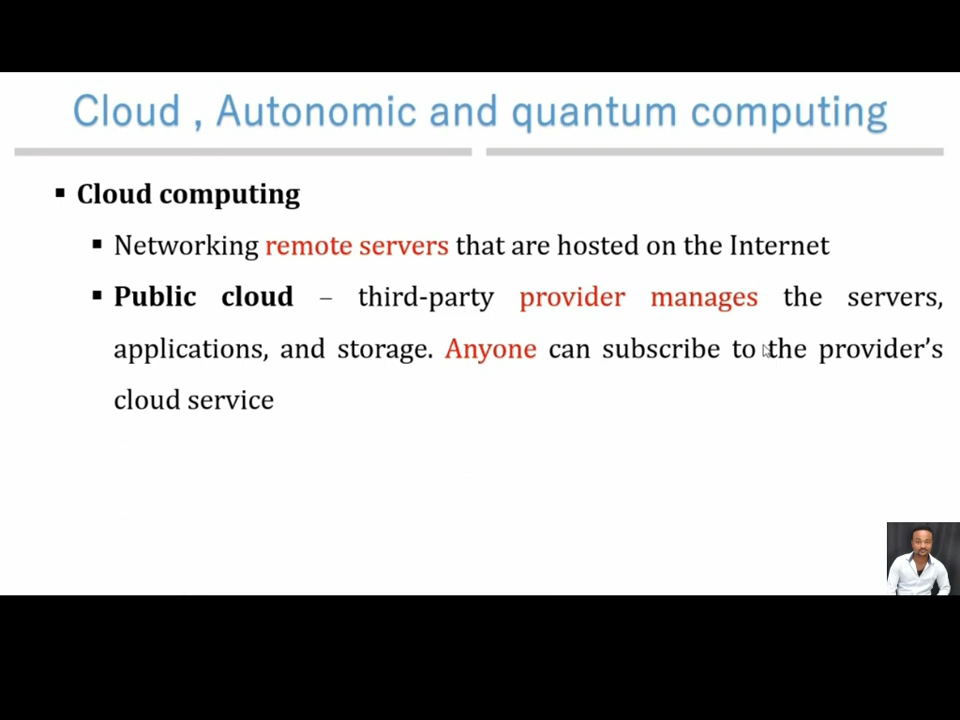 Cloud , Autonomic and quantum computing
▪ Cloud computing
▪ Networking remote servers that are hosted on the Internet
▪ Public cloud – third-party provider manages the servers,
applications, and storage. Anyone can subscribe to the provider’s
cloud service